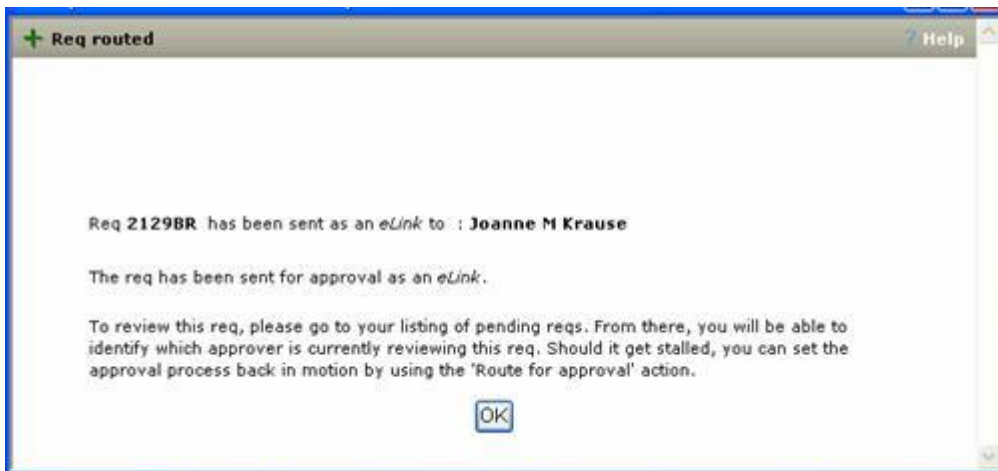 Req routed ? Help
Req 2129BR has been sent as an eLink to : Joanne M Krause
The req has been sent for approval as an eLink.
To review this req, please go to your listing of pending reqs. From there, you will be able to
identify which approver is currently reviewing this req. Should it get stalled, you can set the
approval process back in motion by using the 'Route for approval' action.
OK